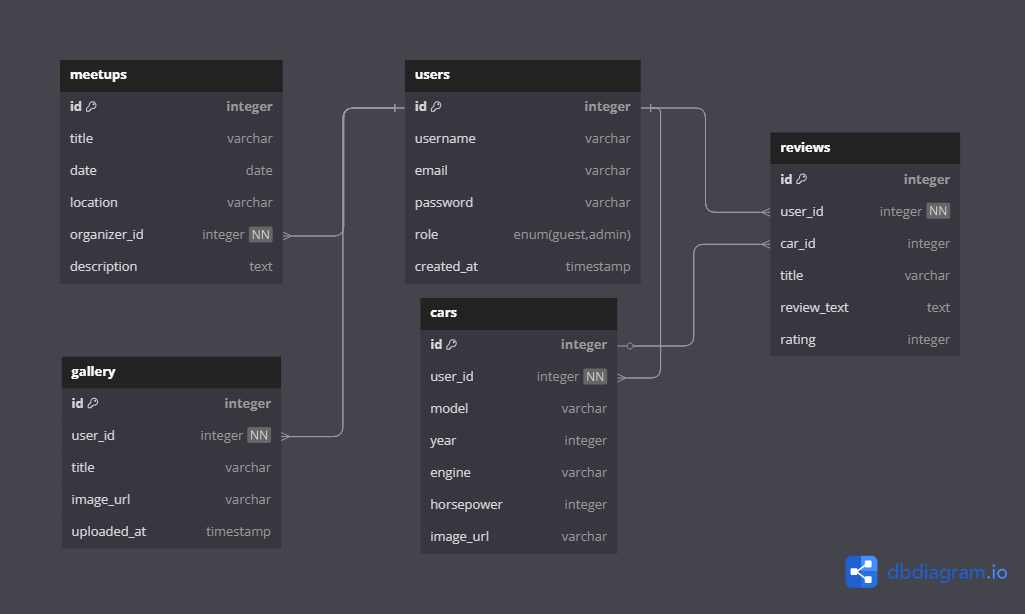 meetups
id integer
title varchar
date date
location varchar
organizer_id integer NN
description text
users
id integer
username varchar
email varchar
password varchar
role enum(guest,admin)
created_at timestamp
reviews
id integer
user_id integer NN
car_id integer
title varchar
review_text text
rating integer
cars
id integer
user_id integer NN
model varchar
year integer
engine varchar
horsepower integer
image_url varchar
gallery
id integer
user_id integer NN
title varchar
image_url varchar
uploaded_at timestamp
dbdiagram.io